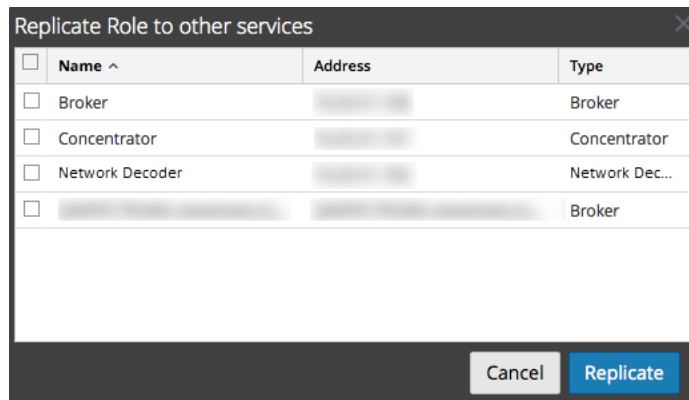 Replicate Role to other services
Name Address Type
Broker Broker
Concentrator Concentrator
Network Decoder Network Dec...
Broker
Cancel Replicate